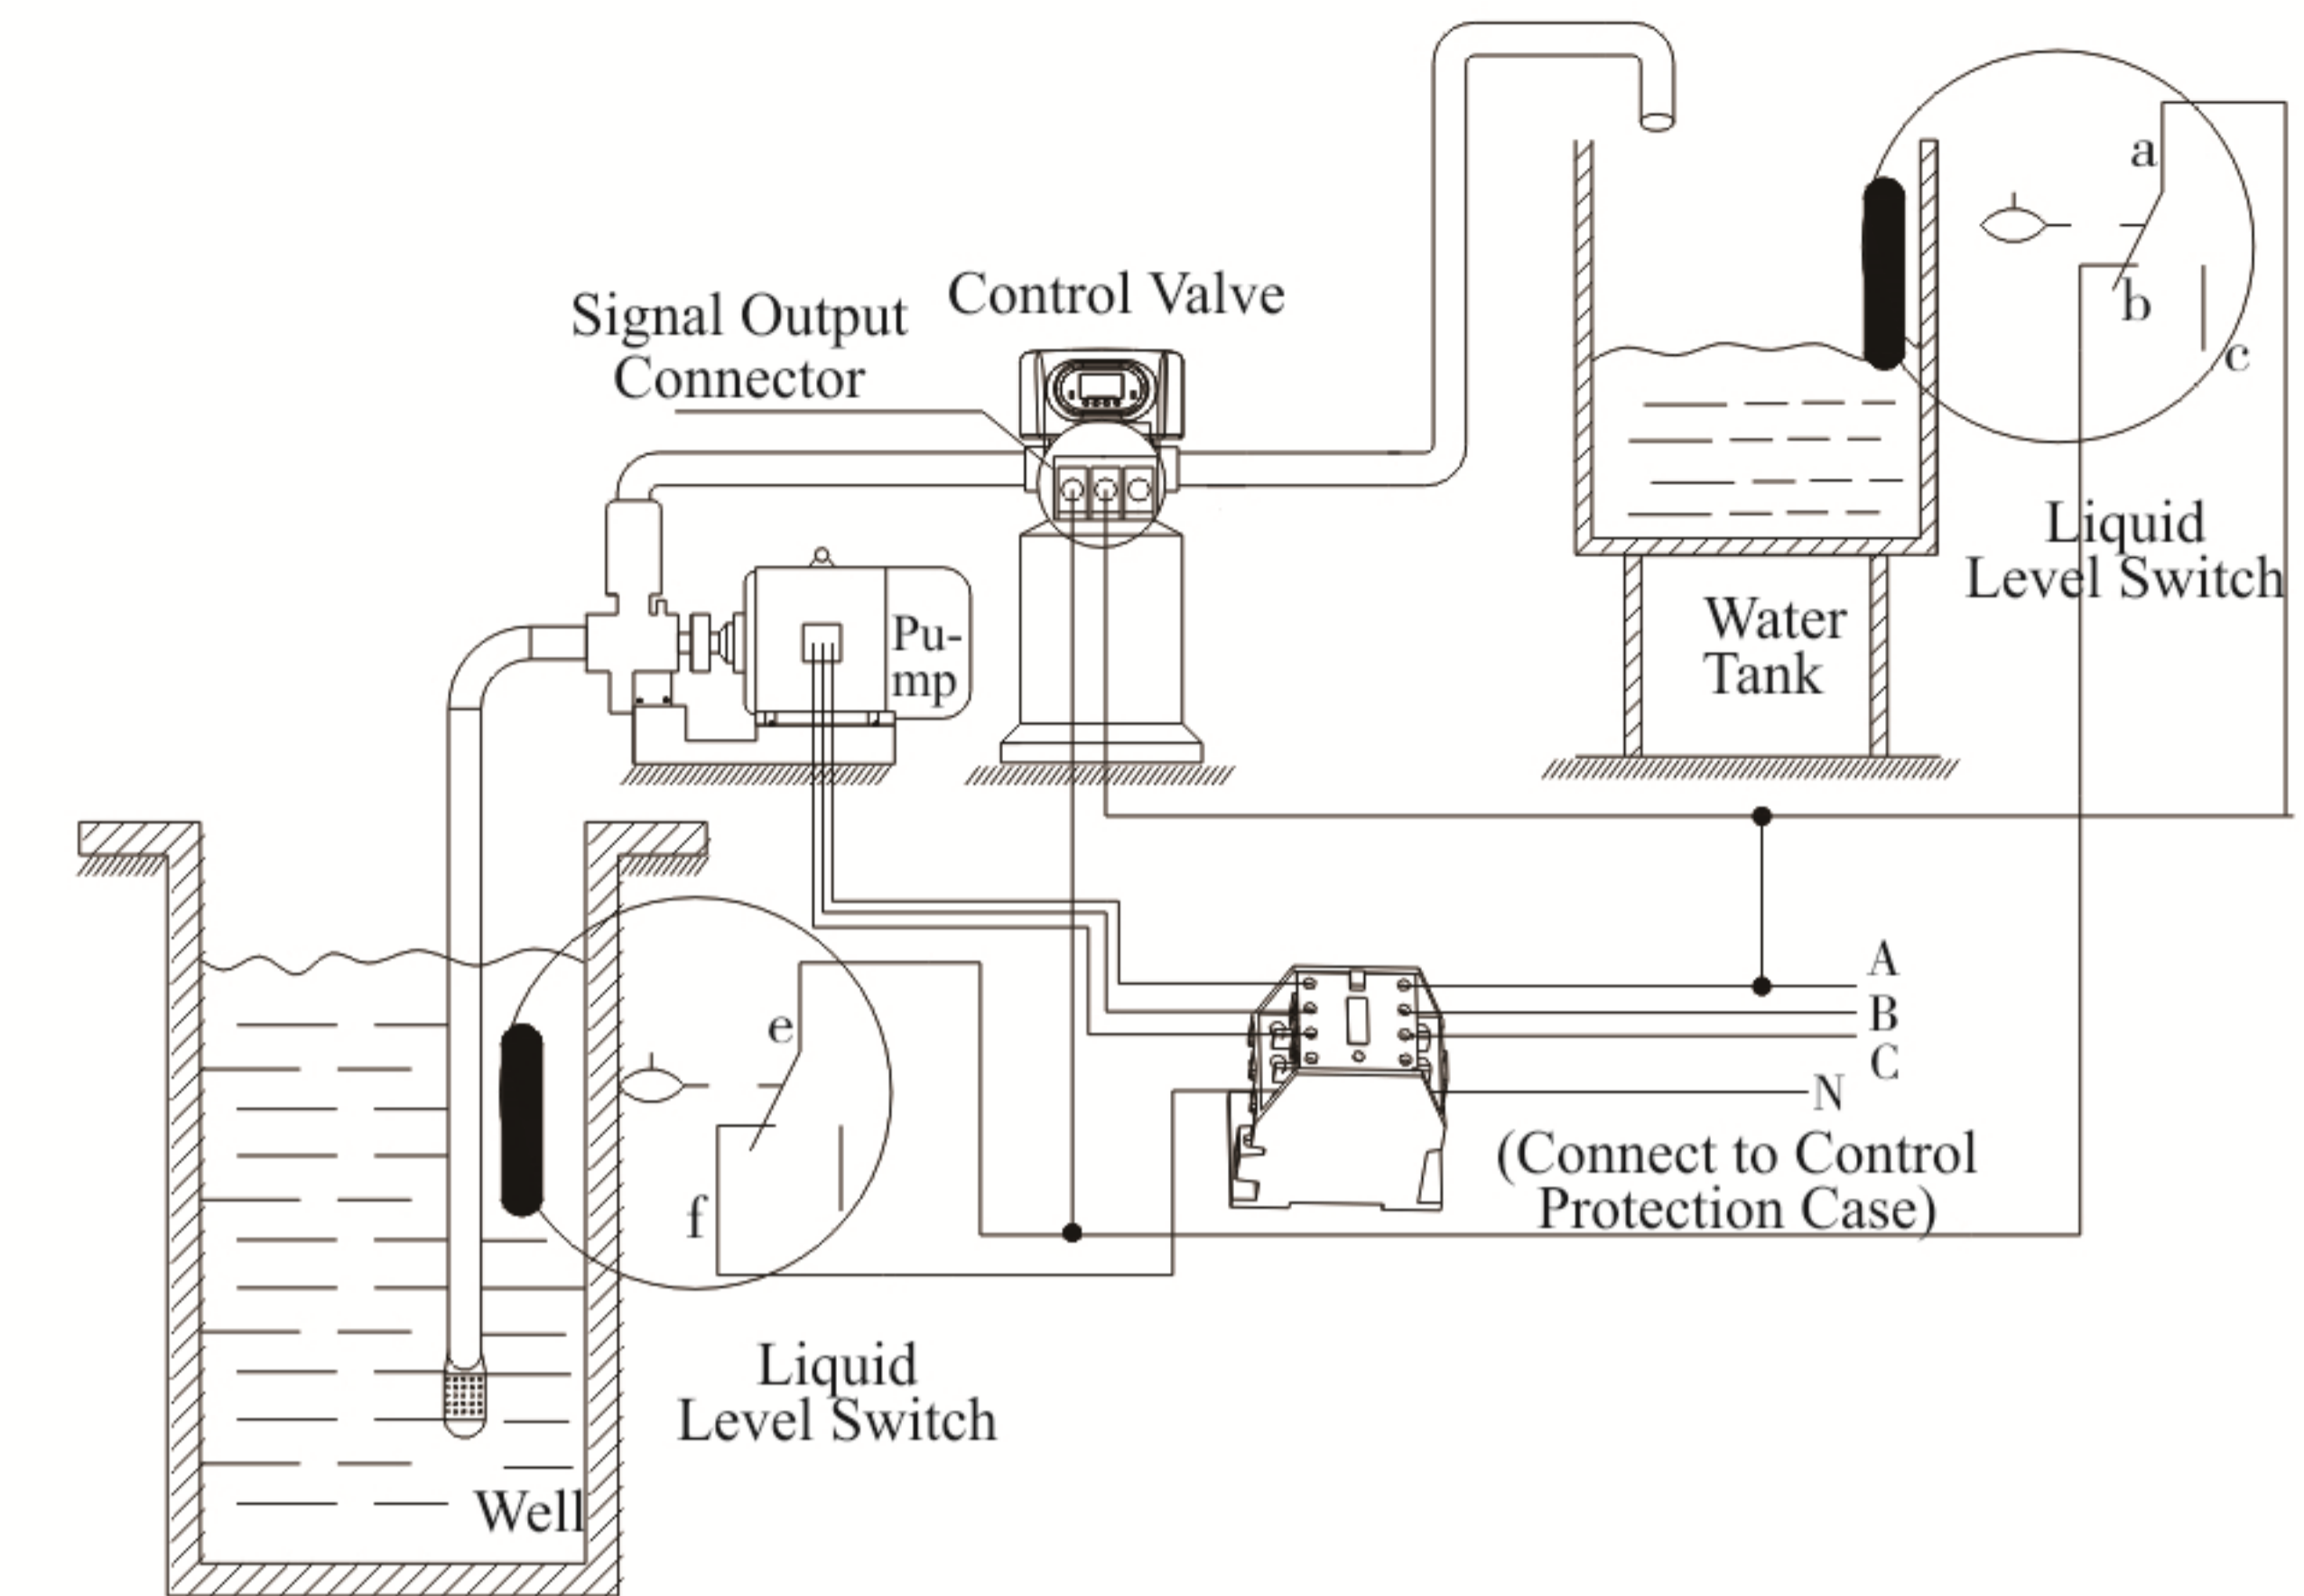 Signal Output
Connector
Control Valve
a
b
c
Liquid
Level Switch
Pu-
mp
Water
Tank
A
B
C
N
(Connect to Control
Protection Case)
e
f
Liquid
Level Switch
Well